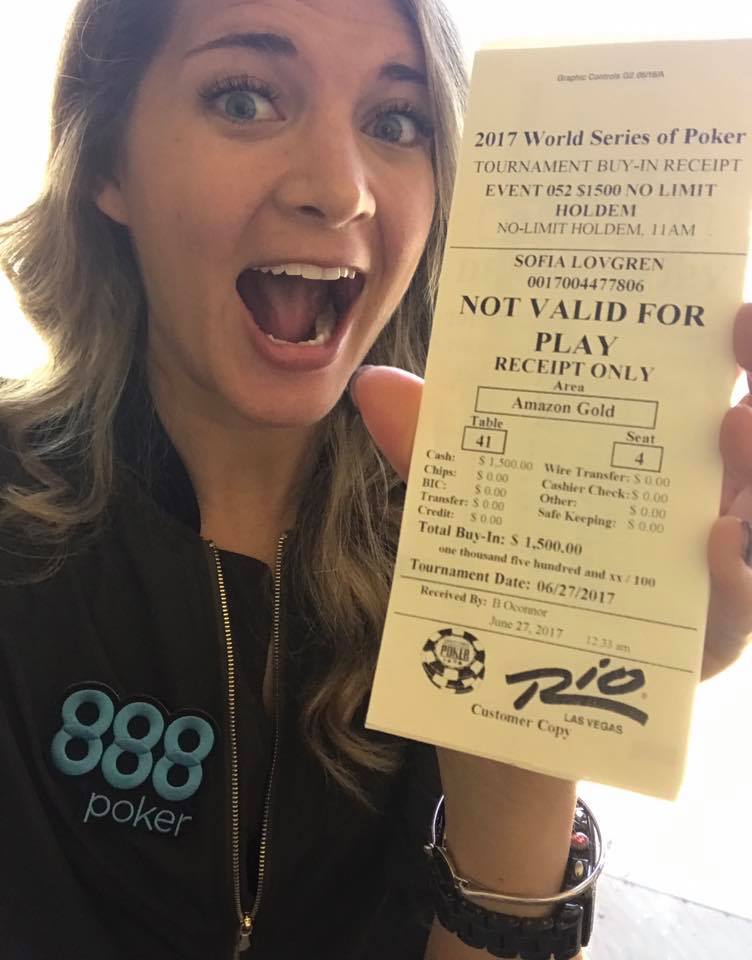 Graphic Controls G2 06/16/A
2017 World Series of Poker
TOURNAMENT BUY-IN RECEIPT
EVENT 052 $1500 NO LIMIT
HOLDEM
NO-LIMIT HOLDEM, 11AM
SOFIA LOVGREN
0017004477806
NOT VALID FOR
PLAY
RECEIPT ONLY
Area
Amazon Gold
Table Seat
41 4
Cash: $ 1,500.00 Wire Transfer: $ 0.00
Chips: $ 0.00 Cashier Check: $ 0.00
BIC: $ 0.00 Other: $ 0.00
Transfer: $ 0.00 Safe Keeping: $ 0.00
Credit: $ 0.00
Total Buy-In: $ 1,500.00
one thousand five hundred and xx / 100
Tournament Date: 06/27/2017
Received By: B Oconnor
June 27, 2017 12:33 am
POKER
RIO
LAS VEGAS
Customer Copy
888
poker